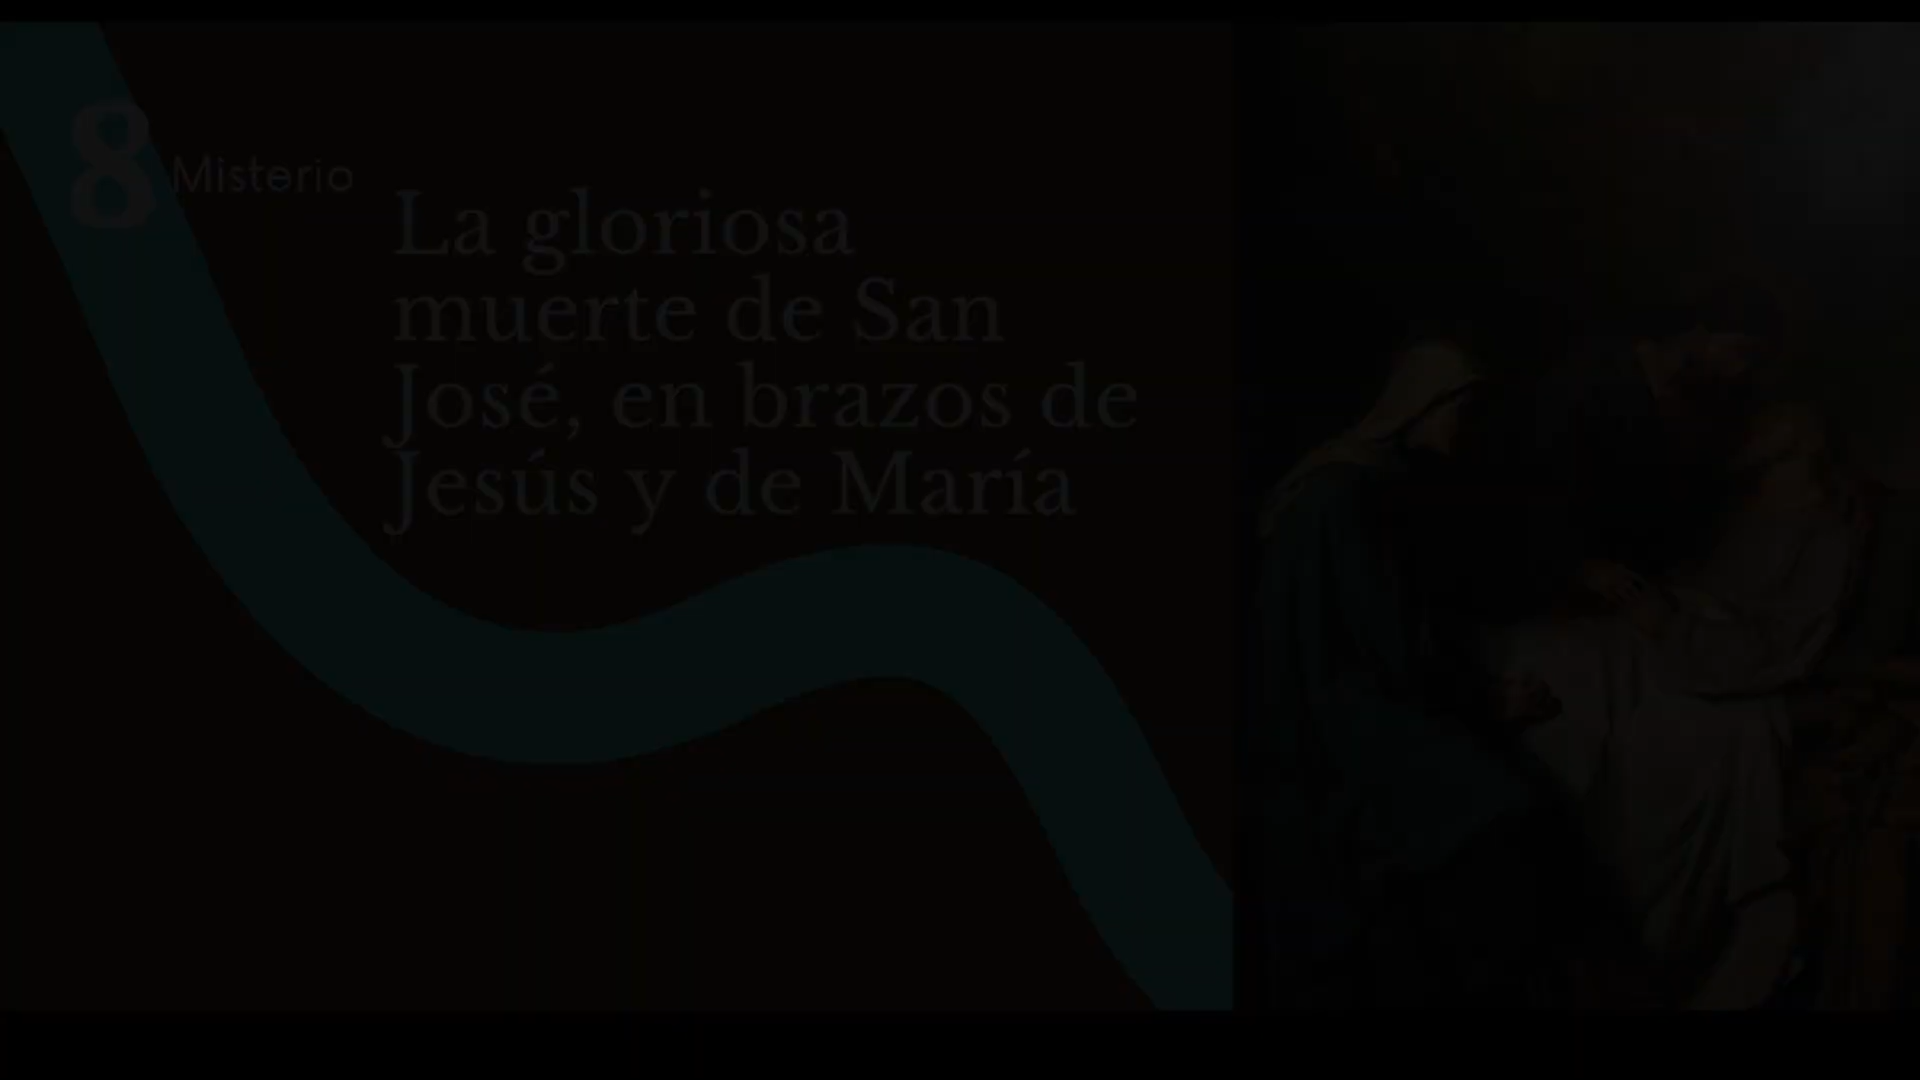 8 Misterio
La gloriosa
muerte de San
José, en brazos de
Jesús y de María